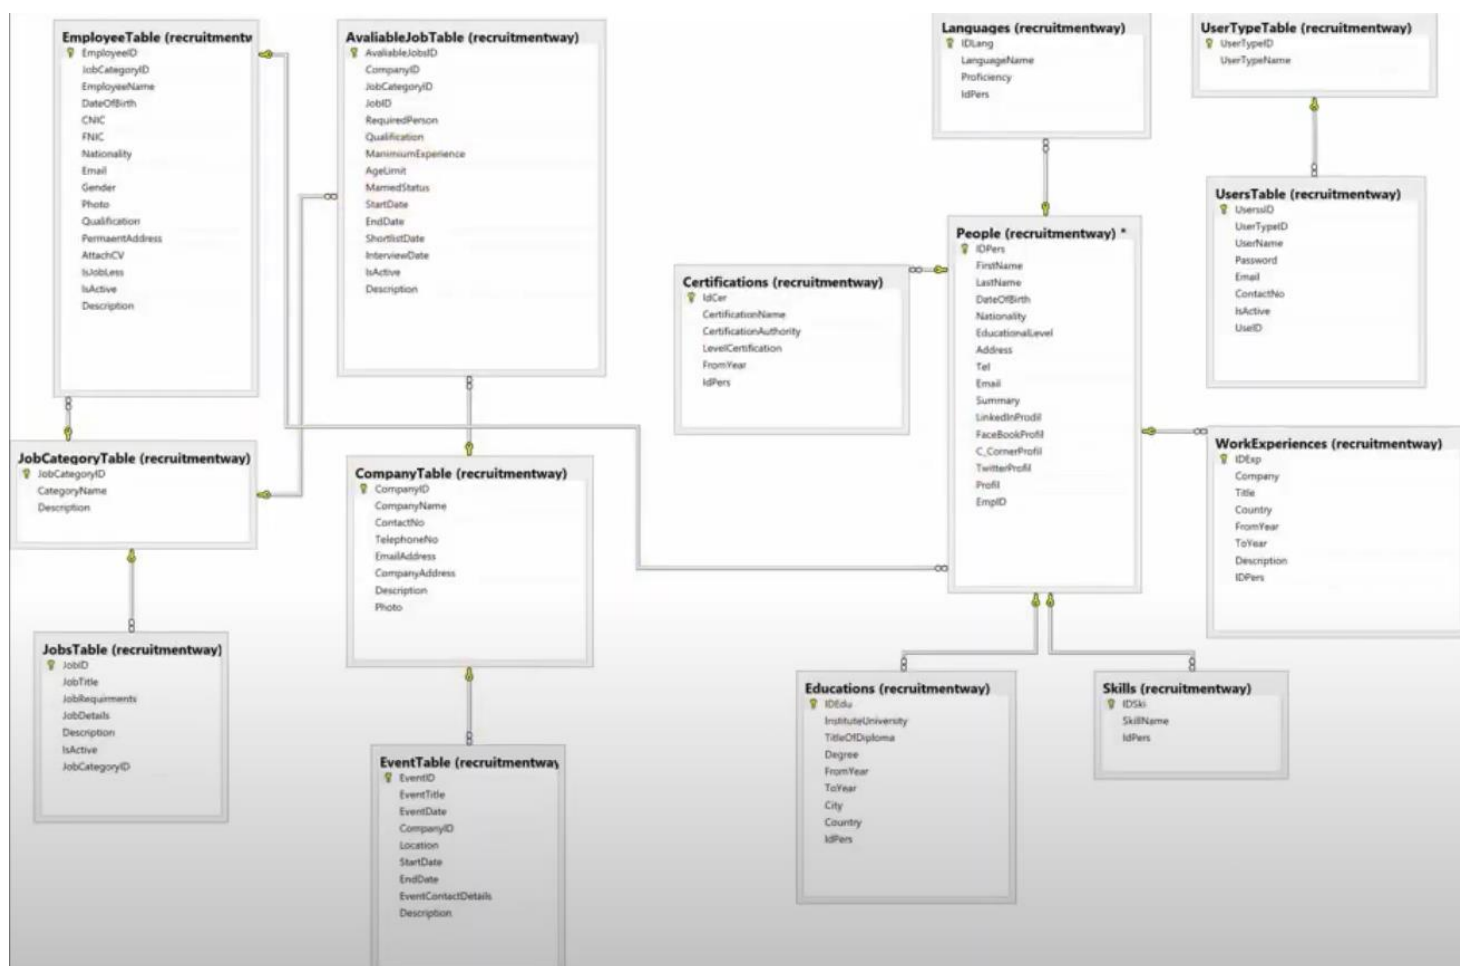 EmployeeTable (recruitmentw
EmployeeID
JobCategoryID
EmployeeName
DateOfBirth
CNIC
FNIC
Nationality
Email
Gender
Photo
Qualification
PermaentAddress
AttachCV
IsJobLess
IsActive
Description
AvaliableJobTable (recruitmentway)
AvaliableJobsID
CompanyID
JobCategoryID
JobID
RequiredPerson
Qualification
AgeLimit
StartDate
EndDate
ShortlistDate
InterviewDate
IsActive
Description
Languages (recruitmentway)
IDLang
LanguageName
Proficiency
IdPers
UserTypeTable (recruitmentway)
UserTypeID
UserTypeName
UsersTable (recruitmentway)
UserssID
UserTypeID
UserName
Password
Email
ContactNo
IsActive
UseID
People (recruitmentway) *
IDPers
FirstName
LastName
DateOfBirth
Nationality
EducationalLevel
Address
Tel
Email
Summary
LinkedInProdil
FaceBookProfil
C_CornerProfil
TwitterProfil
Profil
EmpID
Certifications (recruitmentway)
IdCer
CertificationName
CertificationAuthority
LevelCertification
FromYear
IdPers
JobCategoryTable (recruitmentway)
JobCategoryID
CategoryName
Description
CompanyTable (recruitmentway)
CompanyID
CompanyName
ContactNo
TelephoneNo
EmailAddress
CompanyAddress
Description
Photo
WorkExperiences (recruitmentway)
IDExp
Company
Title
Country
FromYear
ToYear
Description
IDPers
JobsTable (recruitmentway)
JobID
JobTitle
JobRequirments
JobDetails
Description
IsActive
JobCategoryID
EventTable (recruitmentway
EventID
EventTitle
EventDate
CompanyID
Location
StartDate
EndDate
EventContactDetails
Description
Educations (recruitmentway)
IDEdu
InstituteUniversity
TitleOfDiploma
Degree
FromYear
ToYear
City
Country
IdPers
Skills (recruitmentway)
IDSki
SkillName
IdPers